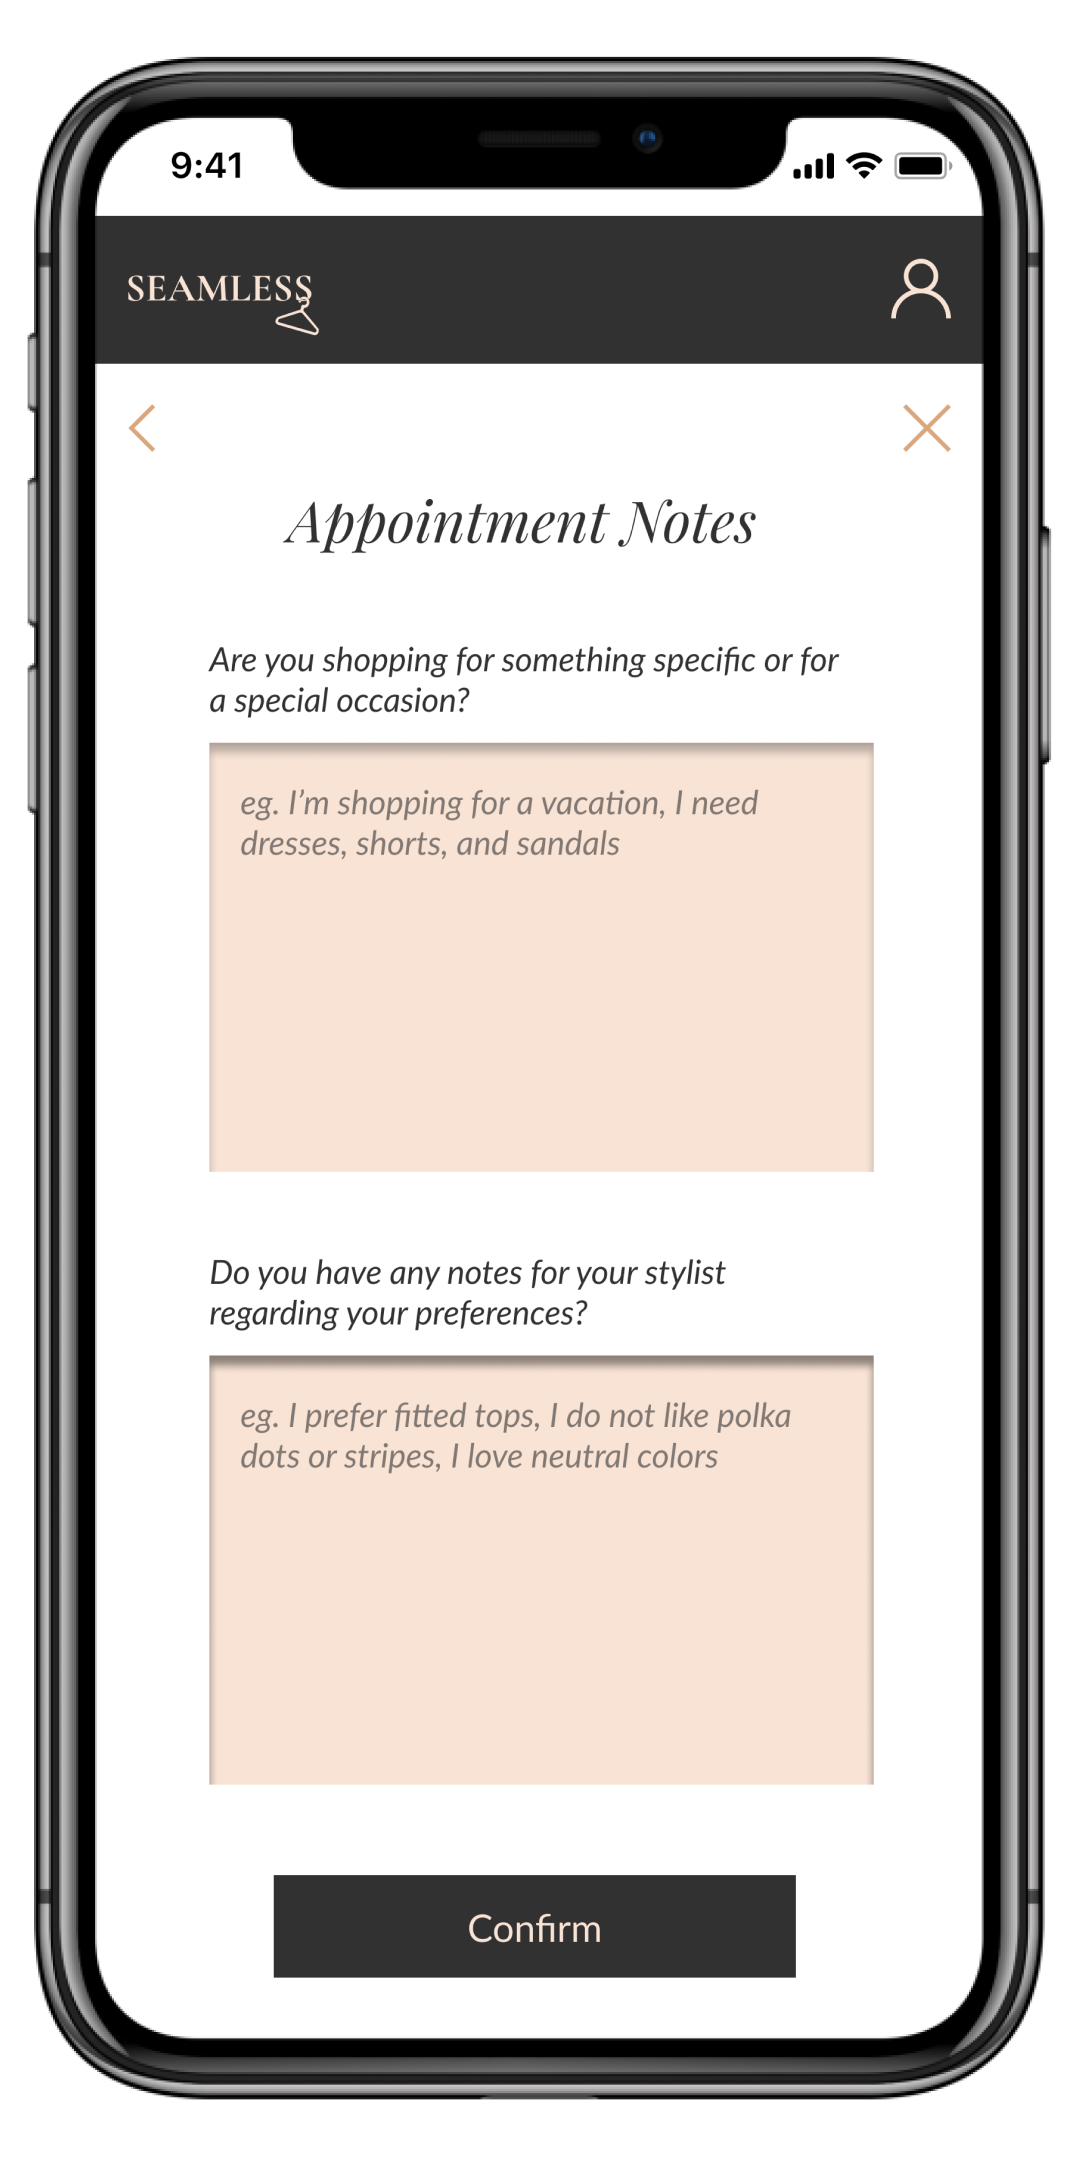 9:41
SEAMLESS
Appointment Notes
Are you shopping for something specific or for
a special occasion?
eg. I’m shopping for a vacation, I need
dresses, shorts, and sandals
Do you have any notes for your stylist
regarding your preferences?
eg. I prefer fitted tops, I do not like polka
dots or stripes, I love neutral colors
Confirm